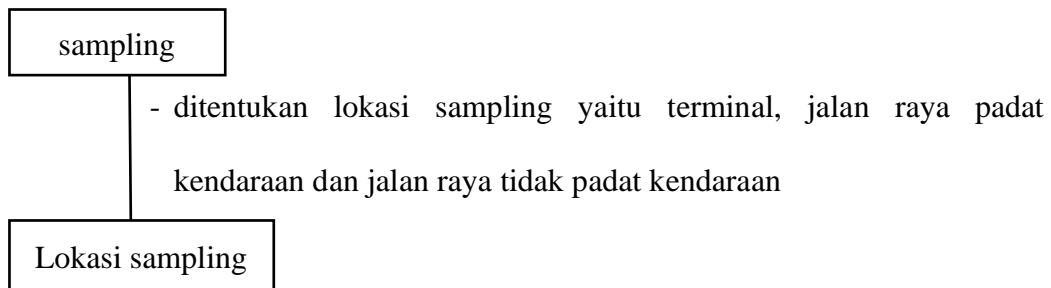 sampling
- ditentukan lokasi sampling yaitu terminal, jalan raya padat
kendaraan dan jalan raya tidak padat kendaraan
Lokasi sampling